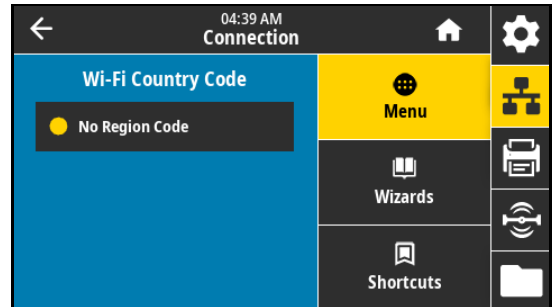 04:39 AM
Connection
Wi-Fi Country Code
No Region Code
Menu
Wizards
Shortcuts